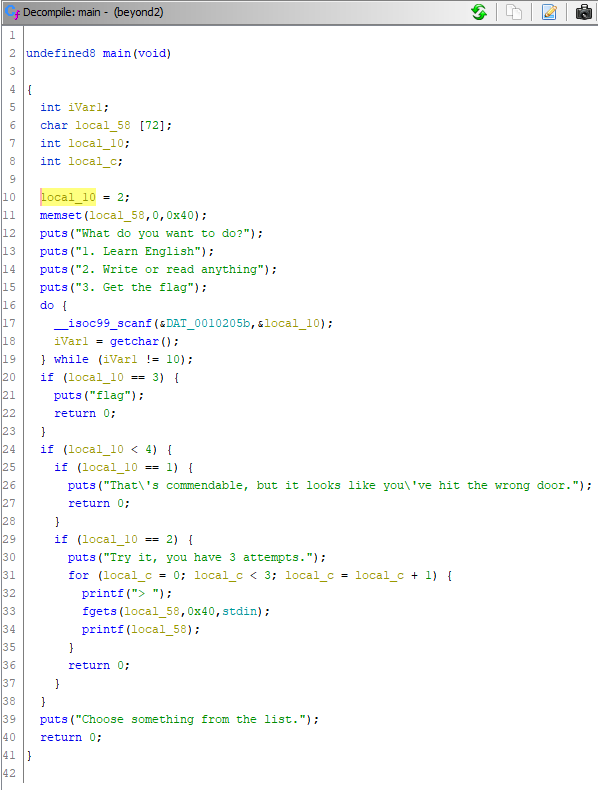 Decompile: main - (beyond2)
1
2 undefined8 main(void)
3
4 {
5 int iVar1;
6 char local_58 [72];
7 int local_10;
8 int local_c;
9
10 local_10 = 2;
11 memset(local_58,0,0x40);
12 puts("What do you want to do?");
13 puts("1. Learn English");
14 puts("2. Write or read anything");
15 puts("3. Get the flag");
16 do {
17 __isoc99_scanf(&DAT_0010205b,&local_10);
18 iVar1 = getchar();
19 } while (iVar1 != 10);
20 if (local_10 == 3) {
21 puts("flag");
22 return 0;
23 }
24 if (local_10 < 4) {
25 if (local_10 == 1) {
26 puts("That\'s commendable, but it looks like you\'ve hit the wrong door.");
27 return 0;
28 }
29 if (local_10 == 2) {
30 puts("Try it, you have 3 attempts.");
31 for (local_c = 0; local_c < 3; local_c = local_c + 1) {
32 printf("> ");
33 fgets(local_58,0x40,stdin);
34 printf(local_58);
35 }
36 return 0;
37 }
38 }
39 puts("Choose something from the list.");
40 return 0;
41 }
42